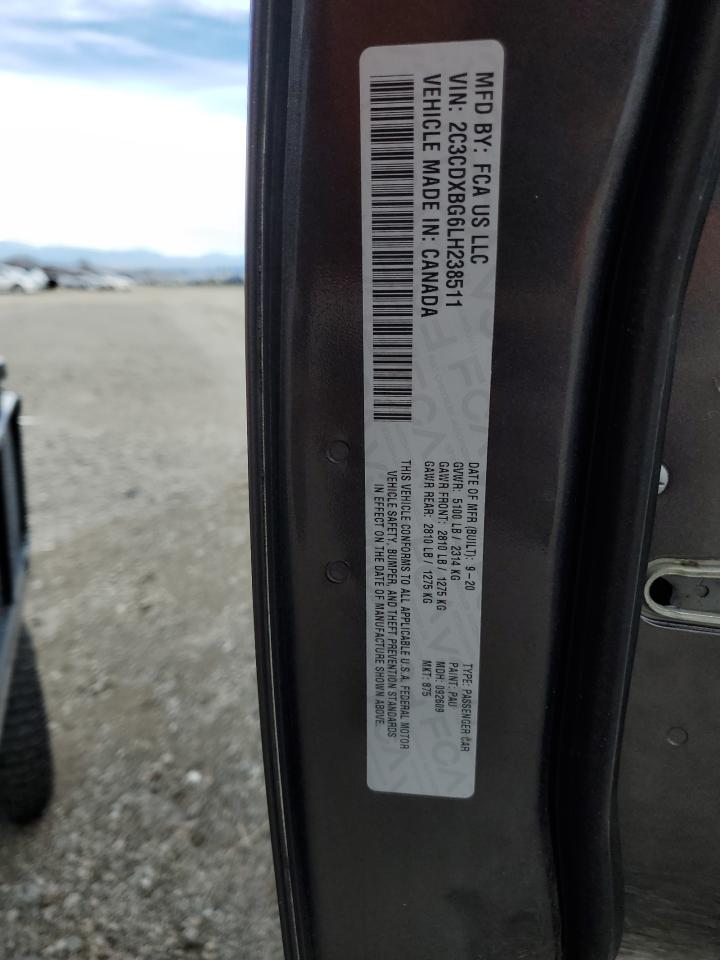 MFD BY: FCA US LLC
VIN: 2C3CDXBG6LH238511
VEHICLE MADE IN: CANADA
DATE OF MFR (BUILT): 9-20
GVWR: 5100 LB / 2314 KG
GAWR FRONT: 2810 LB / 1275 KG
GAWR REAR: 2810 LB / 1275 KG
TYPE: PASSENGER CAR
PAINT: PAU
MDH: 092609
MKT: 875
THIS VEHICLE CONFORMS TO ALL APPLICABLE U.S.A. FEDERAL MOTOR
VEHICLE SAFETY, BUMPER, AND THEFT PREVENTION STANDARDS
IN EFFECT ON THE DATE OF MANUFACTURE SHOWN ABOVE.